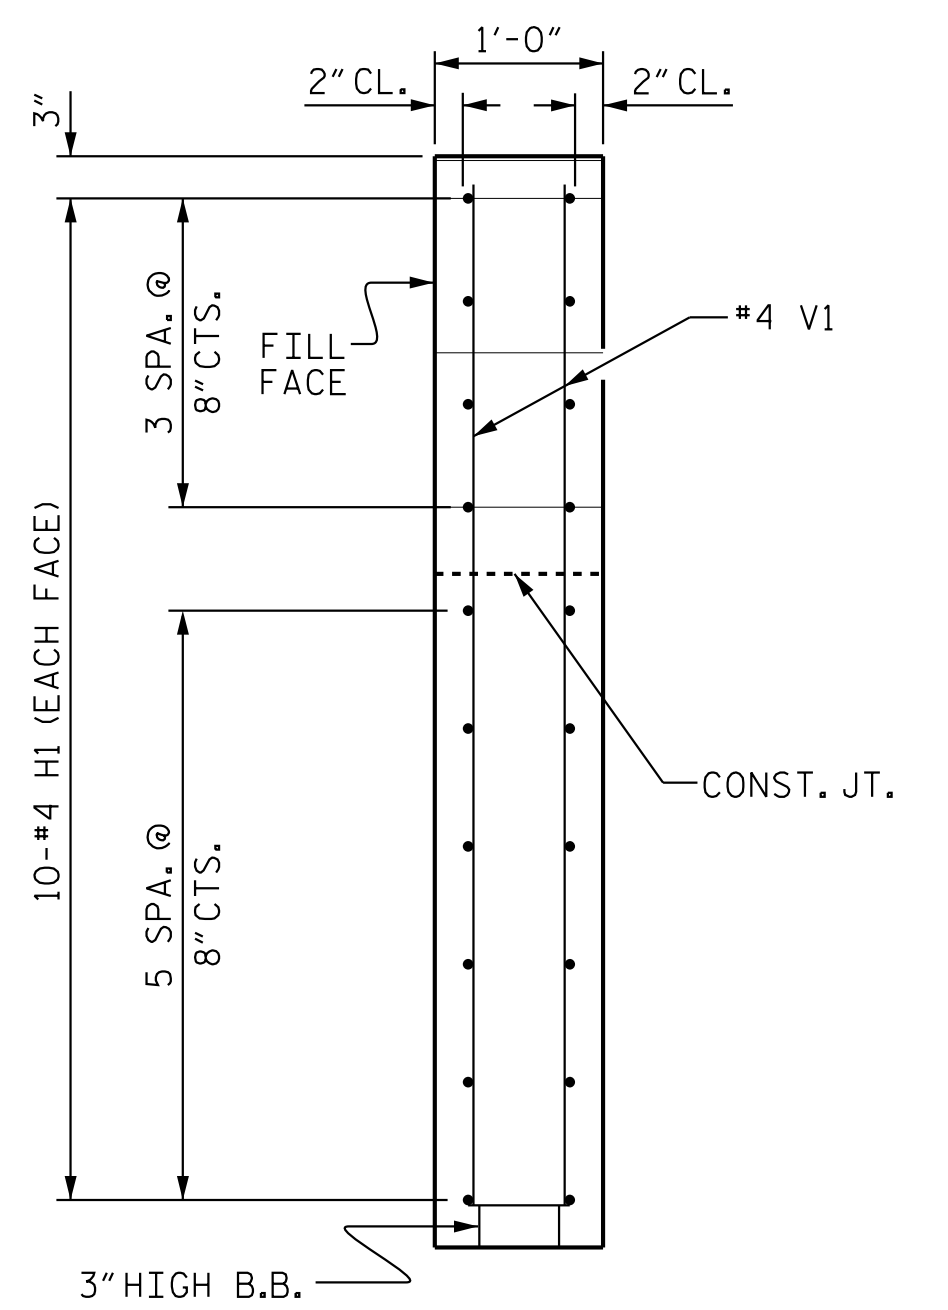 1'-0"
2" CL.
2" CL.
3"
3 SPA. @
8" CTS.
FILL
FACE
#4 V1
10-#4 H1 (EACH FACE)
CONST. JT.
5 SPA. @
8" CTS.
3" HIGH B.B.